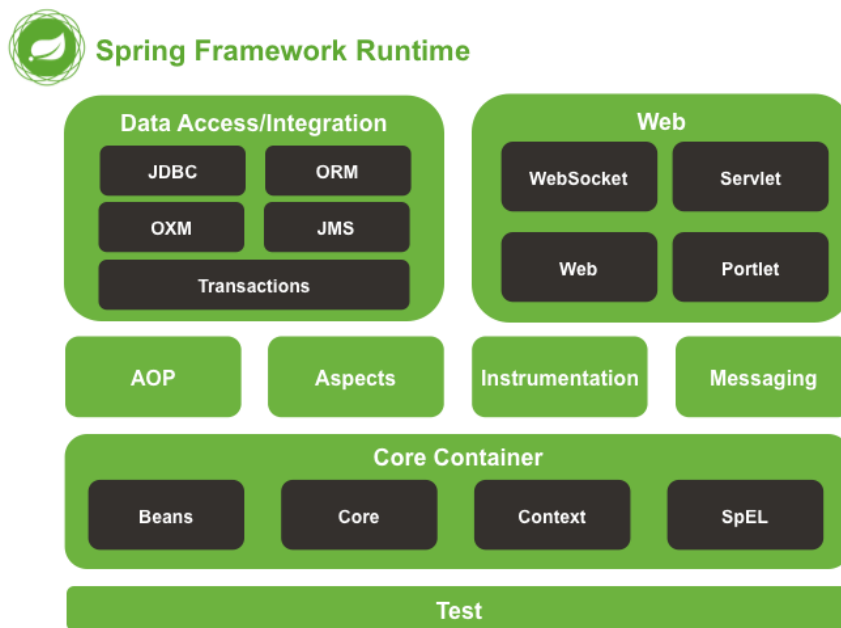 Spring Framework Runtime
Data Access/Integration
JDBC
ORM
OXM
JMS
Transactions
Web
WebSocket
Servlet
Web
Portlet
AOP
Aspects
Instrumentation
Messaging
Core Container
Beans
Core
Context
SpEL
Test